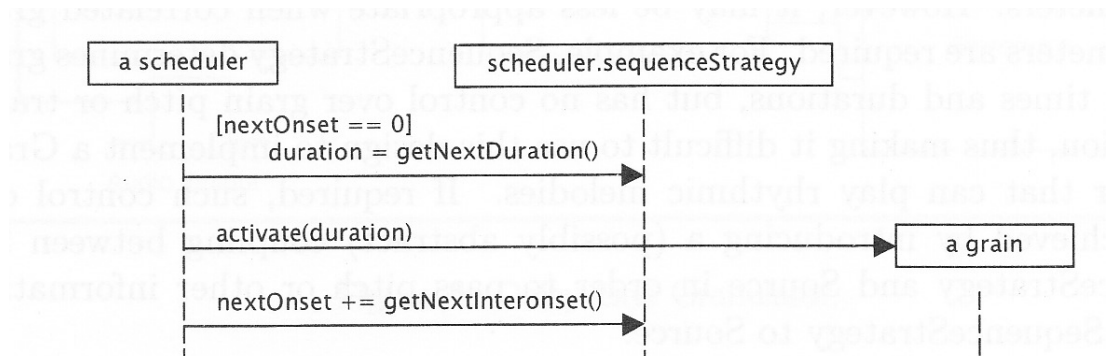 a scheduler
scheduler.sequenceStrategy
[nextOnset == 0]
duration = getNextDuration()
activate(duration)
a grain
nextOnset += getNextInteronset()